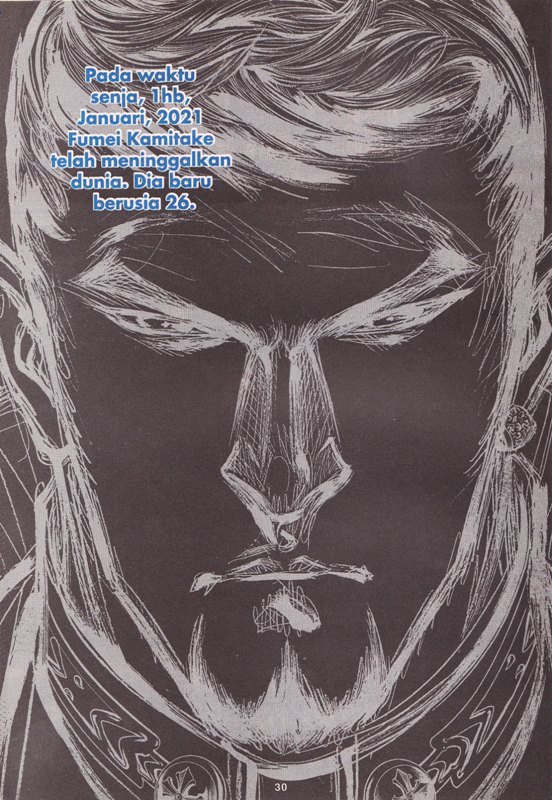 Pada waktu
senja, 1hb,
Januari, 2021
Fumei Kamitake
telah meninggalkan
dunia. Dia baru
berusia 26.
30